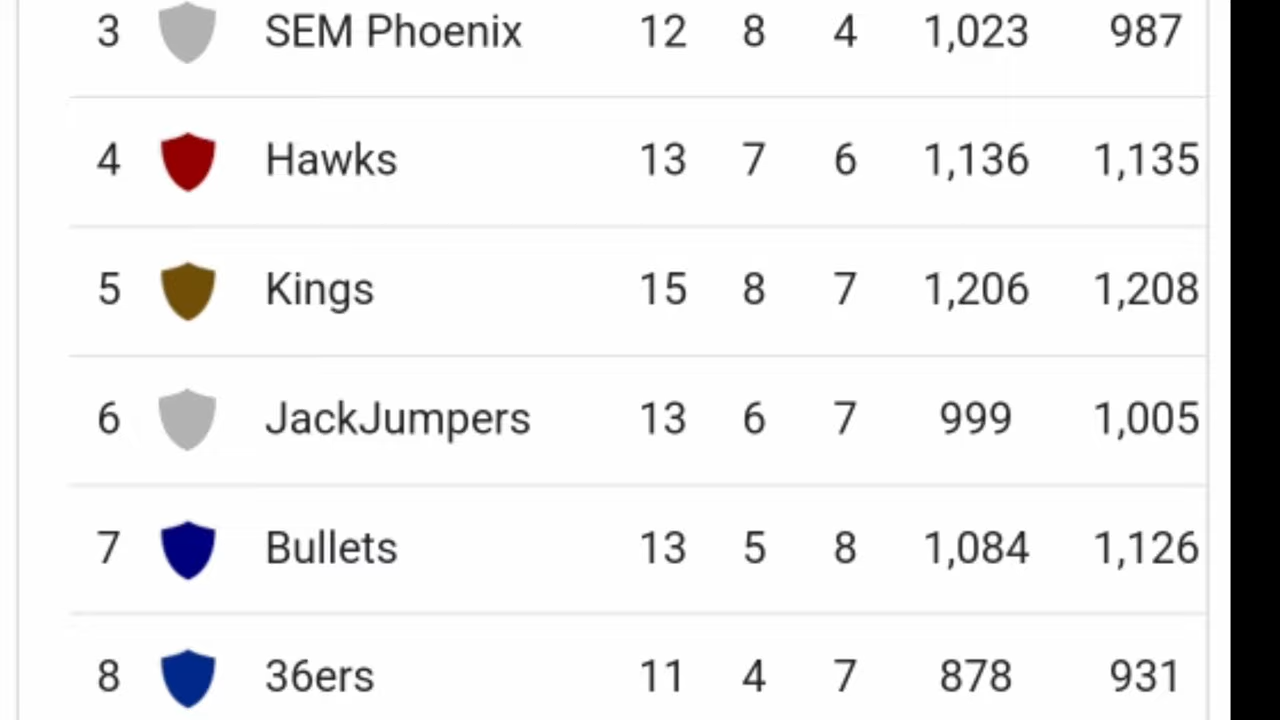 3 SEM Phoenix 12 8 4 1,023 987
4 Hawks 13 7 6 1,136 1,135
5 Kings 15 8 7 1,206 1,208
6 JackJumpers 13 6 7 999 1,005
7 Bullets 13 5 8 1,084 1,126
8 36ers 11 4 7 878 931